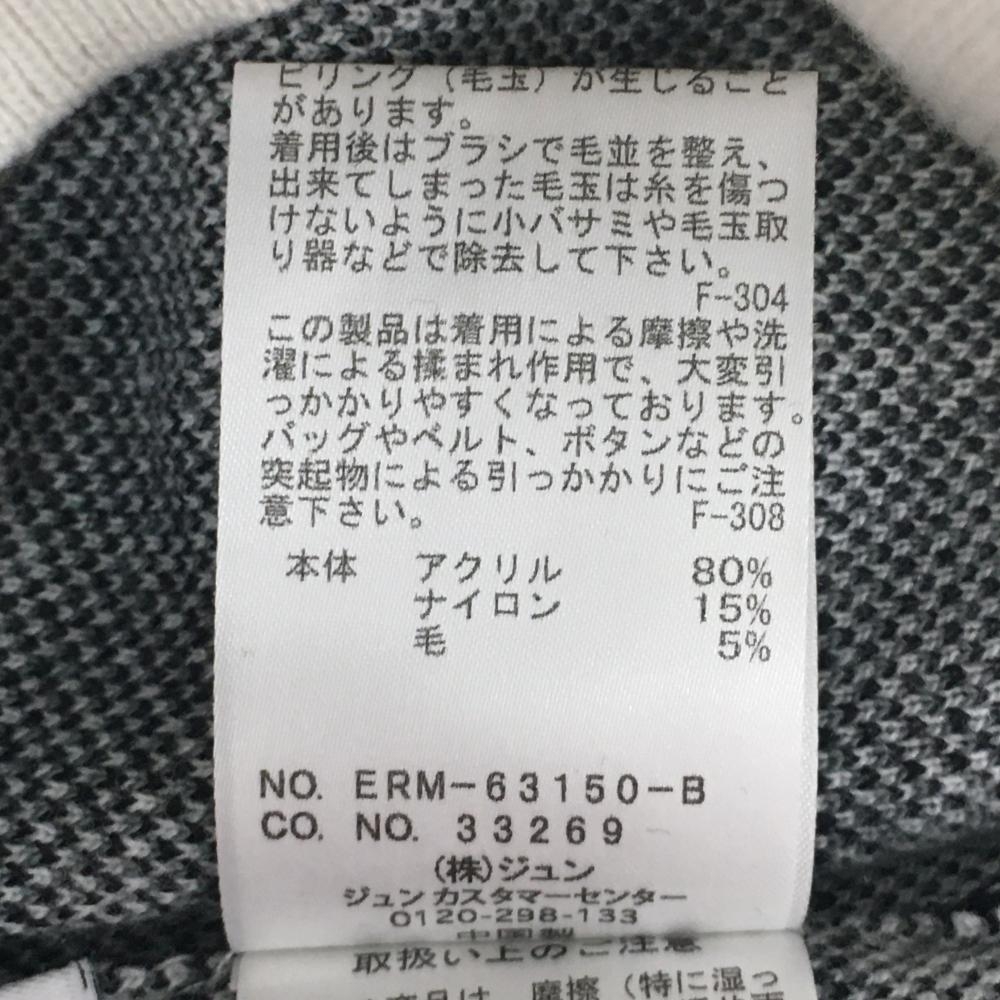 ピリング（毛玉）が生じること
があります。
着用後はブラシで毛並を整え、
出来てしまった毛玉は糸を傷つ
けないように小バサミや毛玉取
り器などで除去して下さい。
F-304
この製品は着用による摩擦や洗
濯による揉まれ作用で、大変引
っかかりやすくなっております。
バッグやベルト、ボタンなどの
突起物による引っかかりにご注
意下さい。 F-308
本体 アクリル 80%
ナイロン 15%
毛 5%
NO. ERM-63150-B
CO. NO. 33269
(株)ジュン
ジュン カスタマーセンター
0120-298-133
中国製
取扱い上のご注意
摩擦（特に湿っ